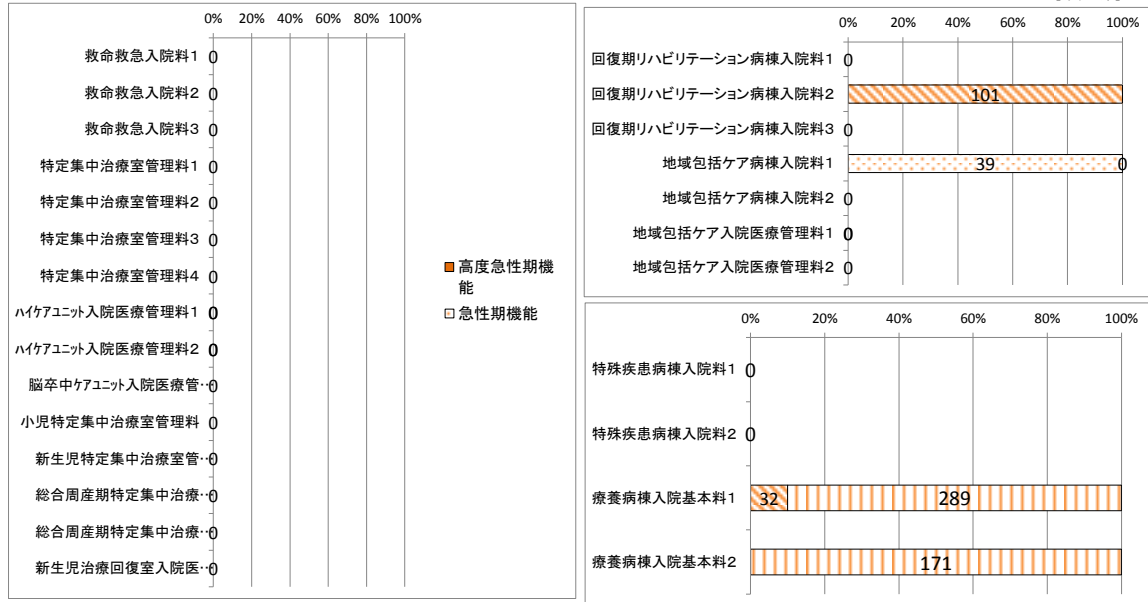 0% 20% 40% 60% 80% 100%
救命救急入院料1 0
救命救急入院料2 0
救命救急入院料3 0
特定集中治療室管理料1 0
特定集中治療室管理料2 0
特定集中治療室管理料3 0
特定集中治療室管理料4 0
ﾊｲｹｱﾕﾆｯﾄ入院医療管理料1 0
ﾊｲｹｱﾕﾆｯﾄ入院医療管理料2 0
脳卒中ｹｱﾕﾆｯﾄ入院医療管… 0
小児特定集中治療室管理料 0
新生児特定集中治療室管… 0
総合周産期特定集中治療… 0
総合周産期特定集中治療… 0
新生児治療回復室入院医… 0
高度急性期機
能
急性期機能
0% 20% 40% 60% 80% 100%
回復期リハビリテーション病棟入院料1 0
回復期リハビリテーション病棟入院料2 101
回復期リハビリテーション病棟入院料3 0
地域包括ケア病棟入院料1 39 0
地域包括ケア病棟入院料2 0
地域包括ケア入院医療管理料1 0
地域包括ケア入院医療管理料2 0
0% 20% 40% 60% 80% 100%
特殊疾患病棟入院料1 0
特殊疾患病棟入院料2 0
療養病棟入院基本料1 32 289
療養病棟入院基本料2 171